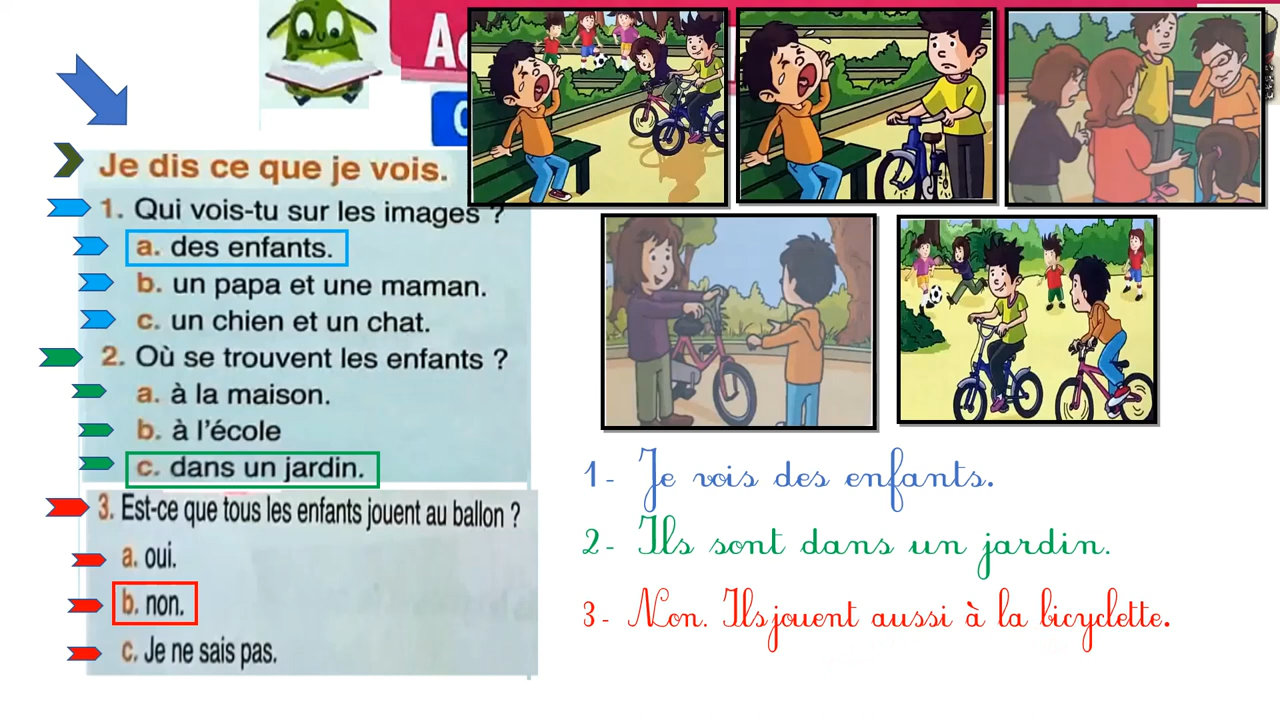 Je dis ce que je vois.
1. Qui vois-tu sur les images ?
a. des enfants.
b. un papa et une maman.
c. un chien et un chat.
2. Où se trouvent les enfants ?
a. à la maison.
b. à l'école
c. dans un jardin.
3. Est-ce que tous les enfants jouent au ballon ?
a. oui.
b. non.
c. Je ne sais pas.
1- Je vois des enfants.
2- Ils sont dans un jardin.
3- Non. Ils jouent aussi à la bicyclette.